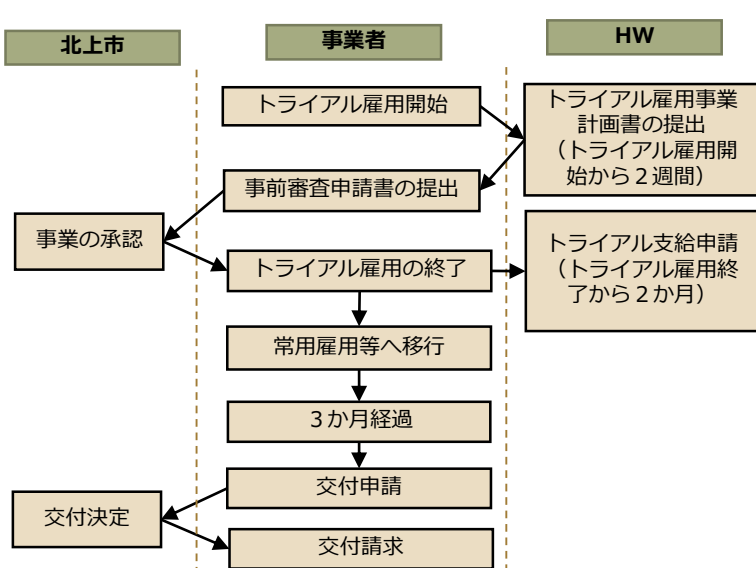 北上市
事業者
HW
トライアル雇用開始
トライアル雇用事業
計画書の提出
（トライアル雇用開
始から２週間）
事前審査申請書の提出
事業の承認
トライアル雇用の終了
トライアル支給申請
（トライアル雇用終
了から２か月）
常用雇用等へ移行
３か月経過
交付申請
交付決定
交付請求